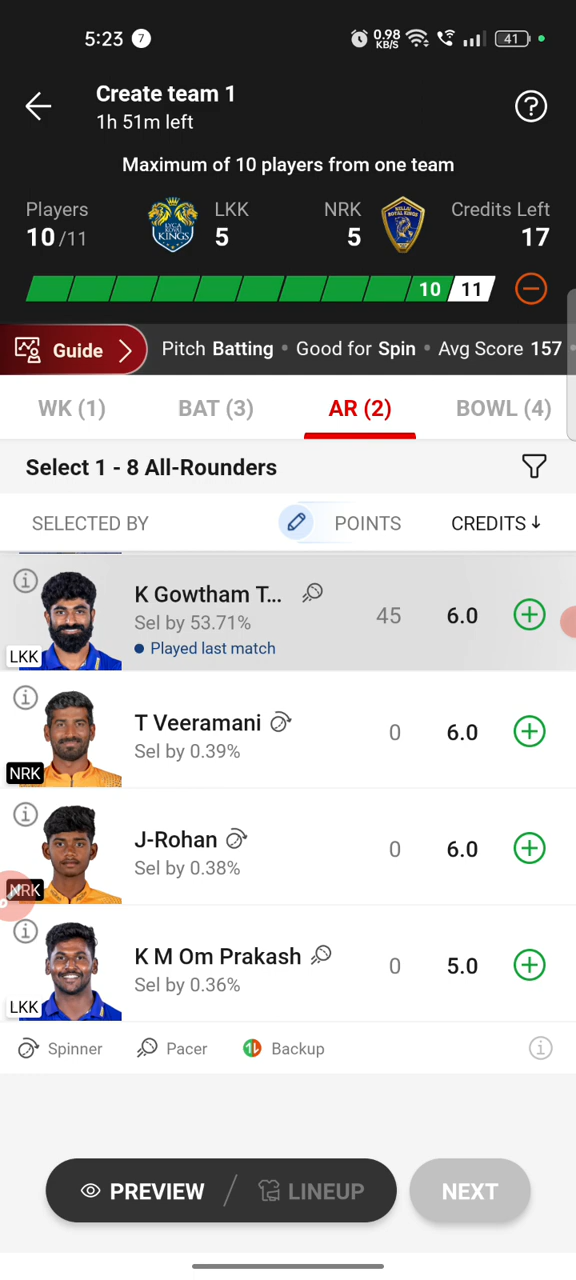 5:23 7 0.98 KB/S 41
Create team 1
1h 51m left
Maximum of 10 players from one team
Players LKK NRK Credits Left
10/11 5 5 17
10 11
Guide Pitch Batting • Good for Spin • Avg Score 157
WK (1) BAT (3) AR (2) BOWL (4)
Select 1 - 8 All-Rounders
SELECTED BY POINTS CREDITS ↓
K Gowtham T...
Sel by 53.71% 45 6.0
Played last match
LKK
T Veeramani
Sel by 0.39% 0 6.0
NRK
J-Rohan
Sel by 0.38% 0 6.0
NRK
K M Om Prakash
Sel by 0.36% 0 5.0
LKK
Spinner Pacer Backup
PREVIEW / LINEUP NEXT